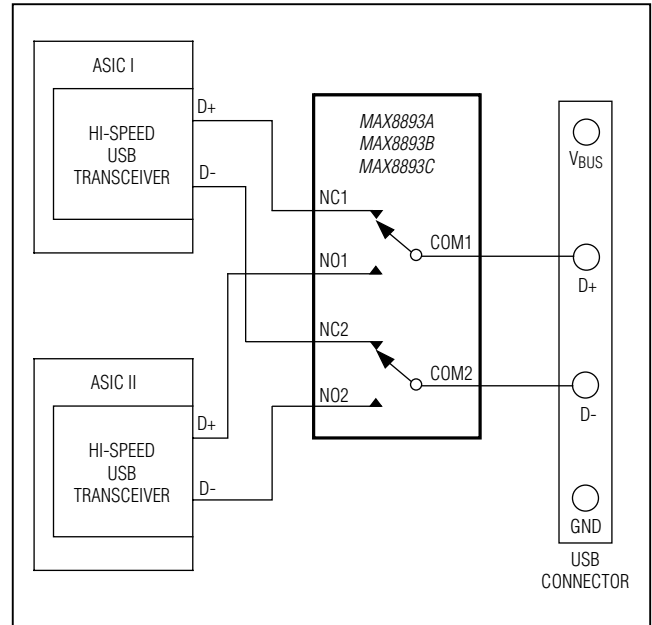 ASIC I
HI-SPEED
USB
TRANSCEIVER
D+
D-
MAX8893A
MAX8893B
MAX8893C
NC1
COM1
NO1
NC2
COM2
NO2
ASIC II
HI-SPEED
USB
TRANSCEIVER
D+
D-
VBUS
D+
D-
GND
USB
CONNECTOR